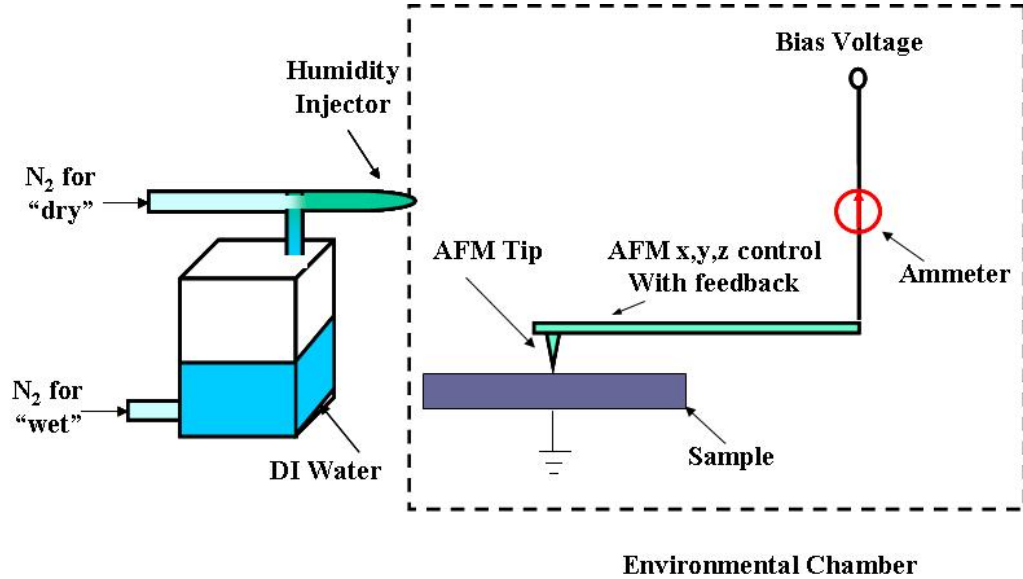 Bias Voltage
Humidity
Injector
N₂ for
“dry”
AFM Tip
AFM x,y,z control
With feedback
Ammeter
N₂ for
“wet”
DI Water
Sample
Environmental Chamber